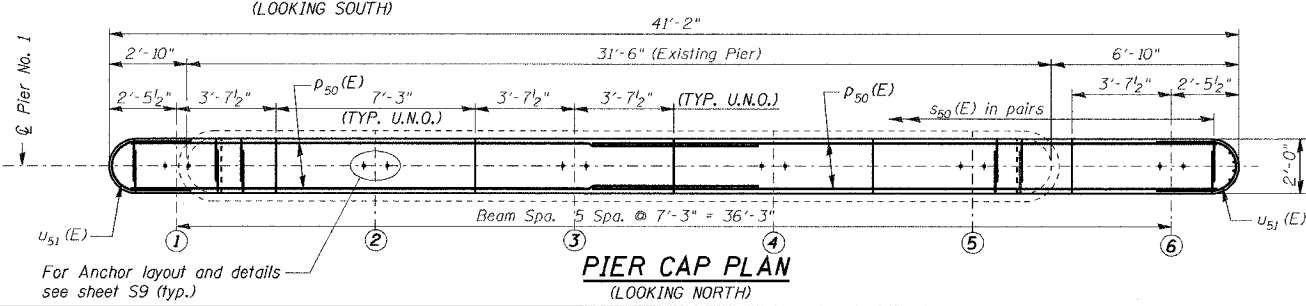 (LOOKING SOUTH)
41'-2"
℄ Pier No. 1
2'-10"
31'-6" (Existing Pier)
6'-10"
2'-5½"
3'-7½"
p50(E)
7'-3"
(TYP. U.N.O.)
3'-7½"
3'-7½"
(TYP. U.N.O.)
p50(E)
s50(E) in pairs
3'-7½"
2'-5½"
2'-0"
u51(E)
Beam Spa. 5 Spa. @ 7'-3" = 36'-3"
u51(E)
1
2
3
4
5
6
For Anchor layout and details
see sheet S9 (typ.)
PIER CAP PLAN
(LOOKING NORTH)